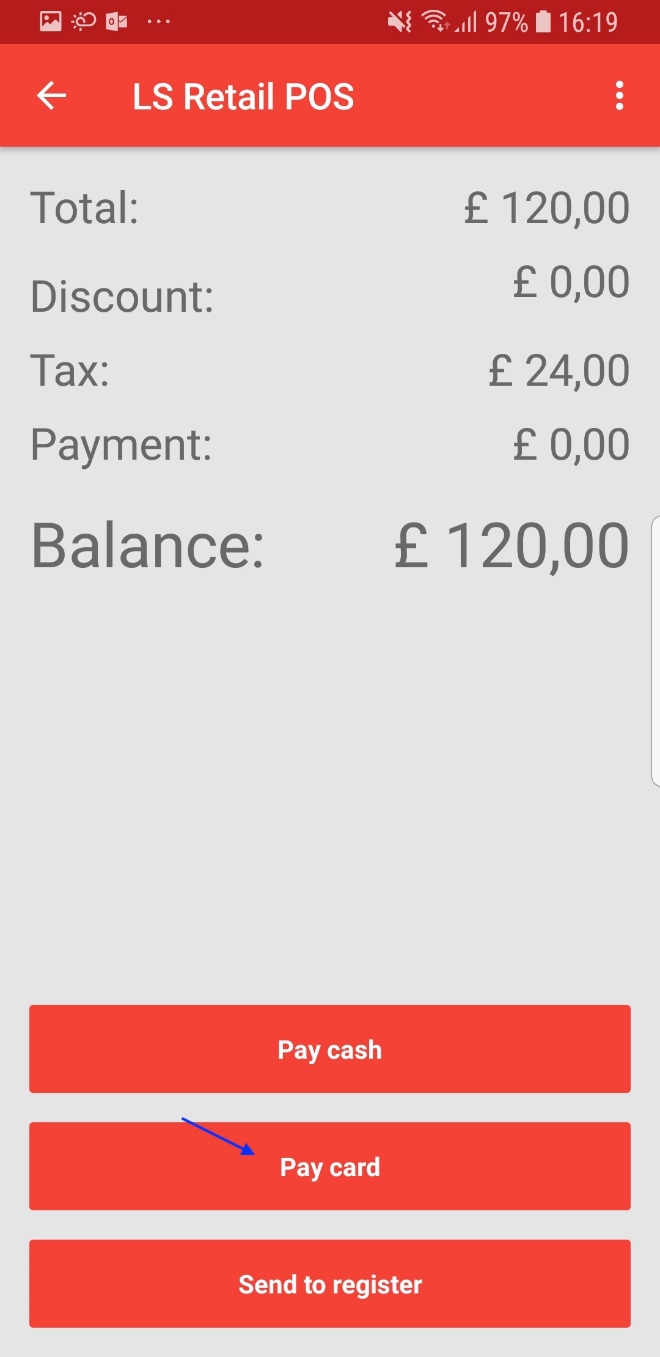 97% 16:19
LS Retail POS
Total: £ 120,00
Discount: £ 0,00
Tax: £ 24,00
Payment: £ 0,00
Balance: £ 120,00
Pay cash
Pay card
Send to register